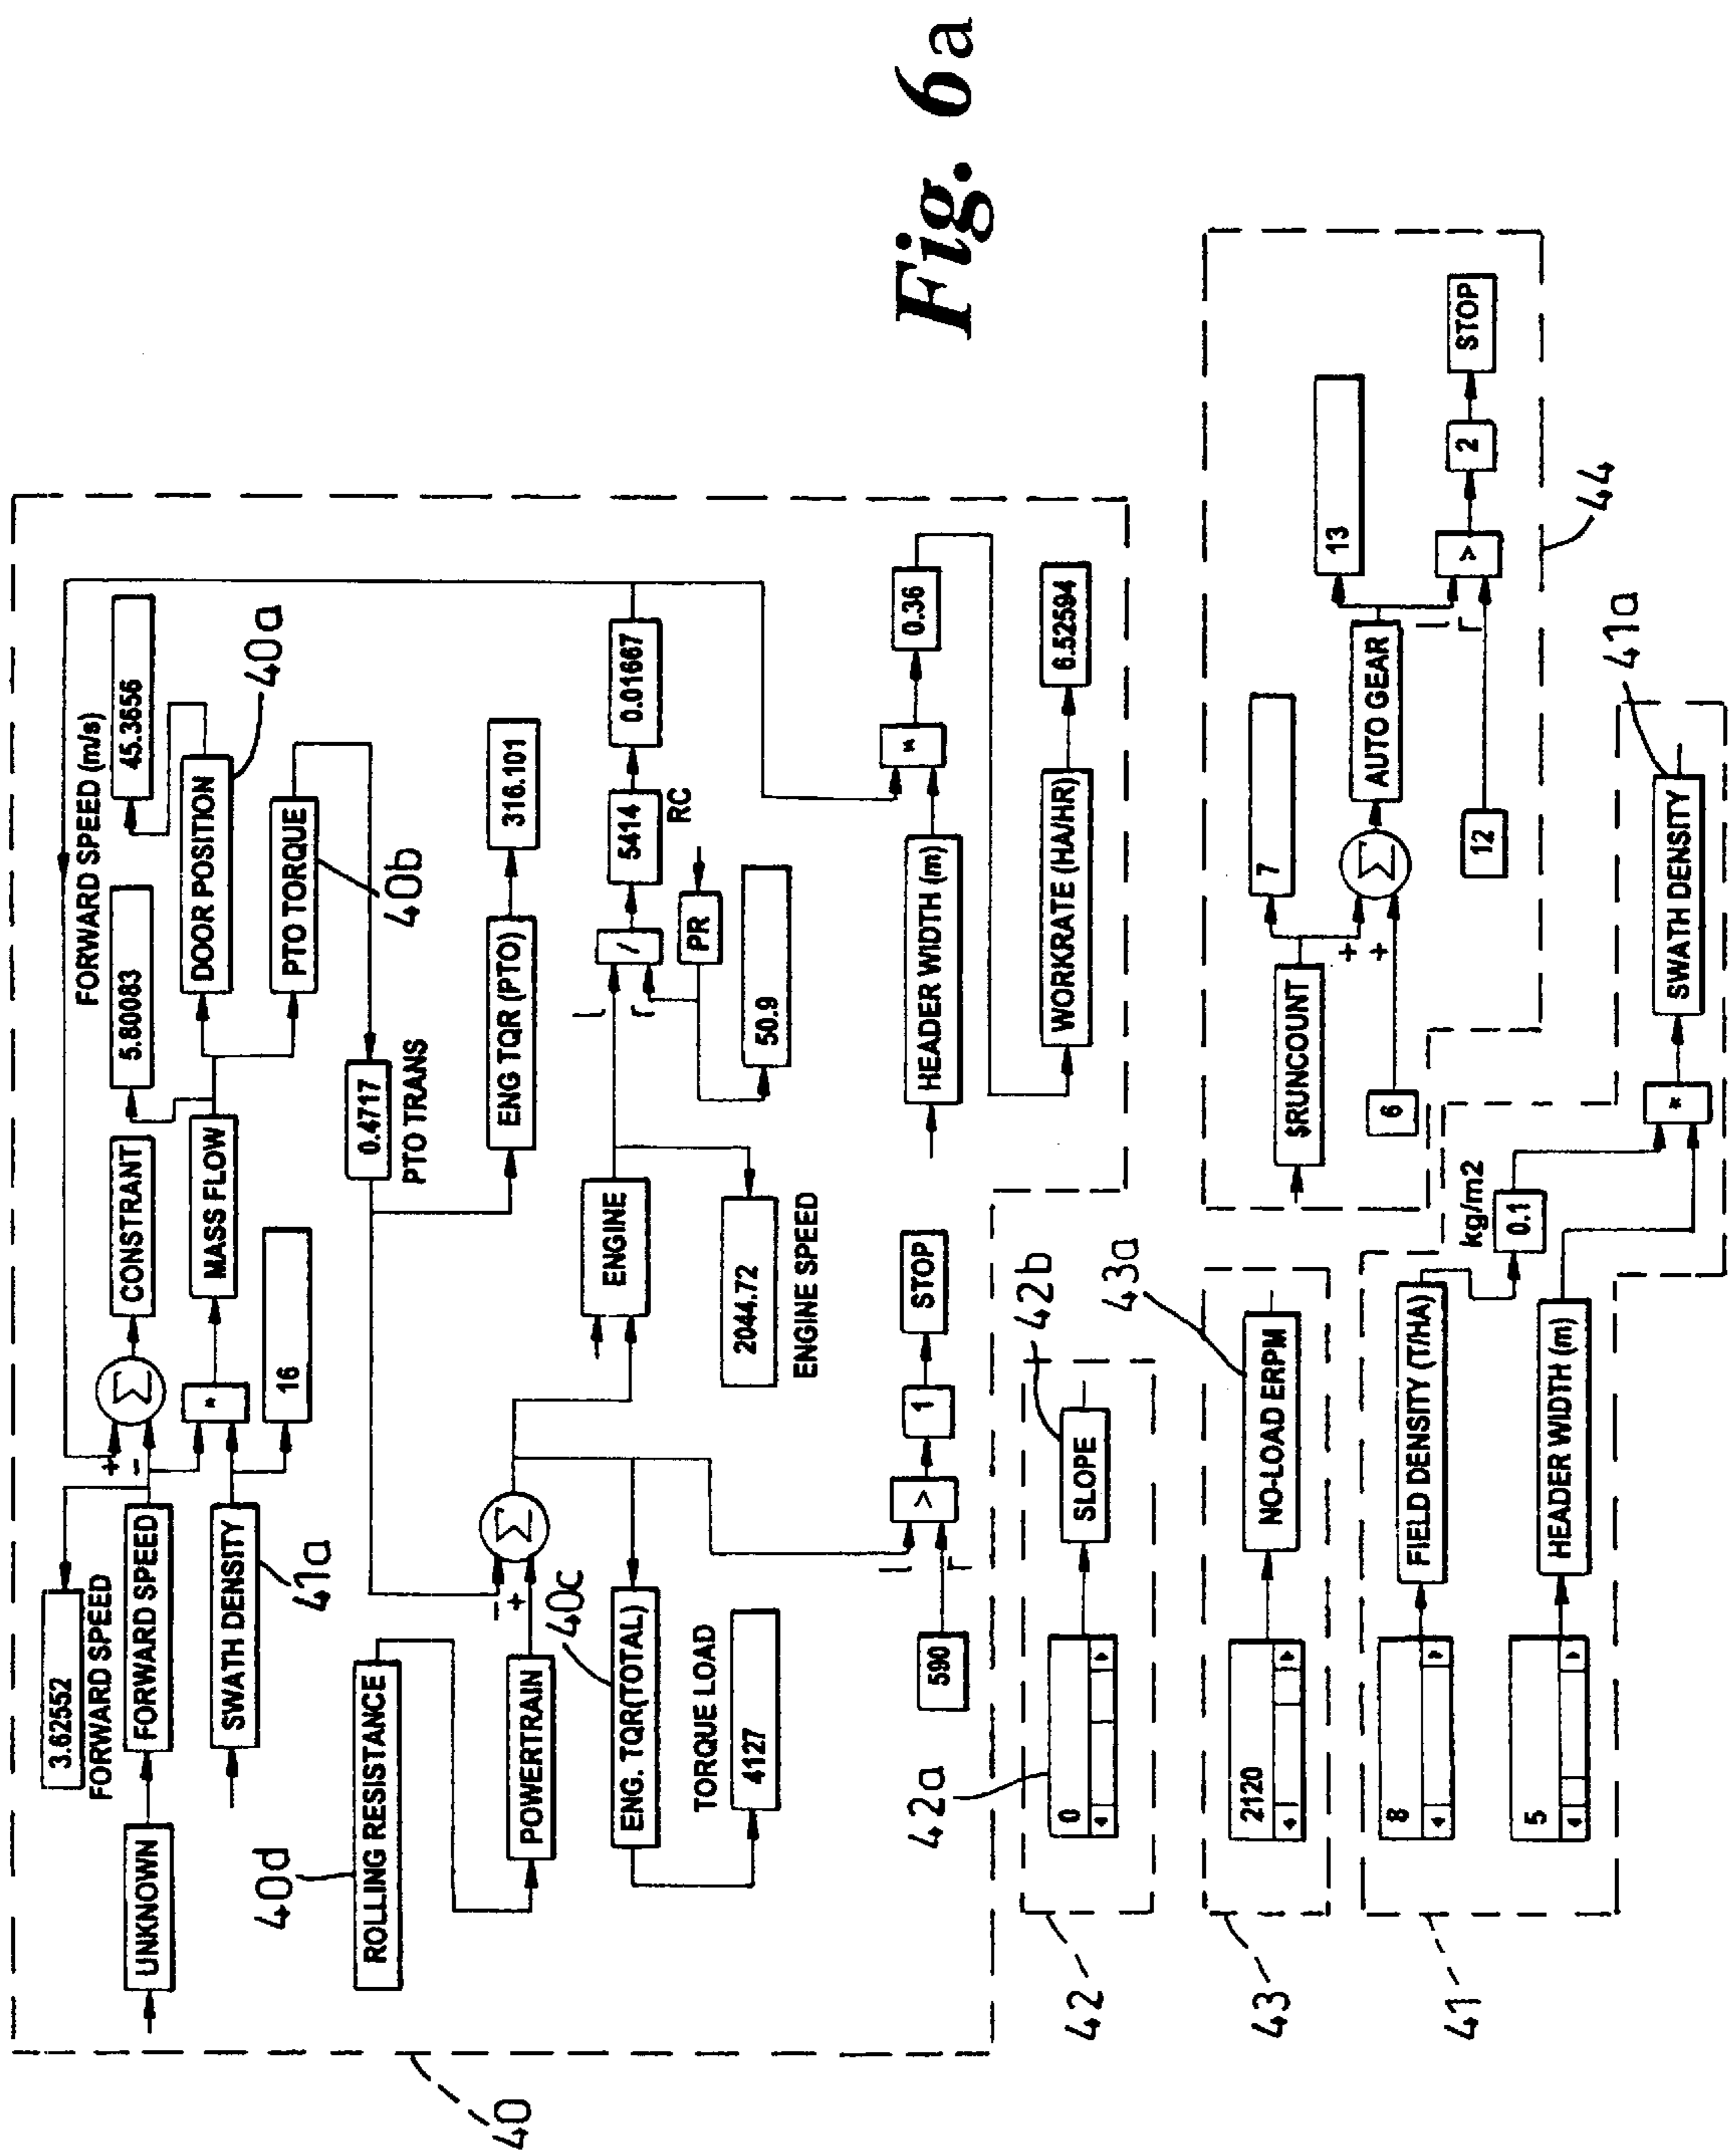 40
3.62552
FORWARD SPEED
UNKNOWN
FORWARD SPEED
+
-
Σ
CONSTRANT
5.80083
FORWARD SPEED (m/s)
45.3656
SWATH DENSITY
41a
*
MASS FLOW
16
DOOR POSITION
40a
PTO TORQUE
40b
40d
ROLLING RESISTANCE
0.4717
PTO TRANS
POWERTRAIN
-
+
Σ
40c
ENG TQR (PTO)
316.101
ENG. TQR(TOTAL)
TORQUE LOAD
4127
ENGINE
2044.72
ENGINE SPEED
l
r
/
5414
RC
0.01667
PR
50.9
590
l
r
>
1
STOP
HEADER WIDTH (m)
*
0.36
WORKRATE (HA/HR)
6.52594
Fig. 6a
42
42a
0
SLOPE
42b
43
2120
NO-LOAD ERPM
43a
41
8
FIELD DENSITY (T/HA)
kg/m2
0.1
5
HEADER WIDTH (m)
*
SWATH DENSITY
41a
$RUNCOUNT
7
6
+
+
Σ
AUTO GEAR
13
12
l
r
>
2
STOP
44